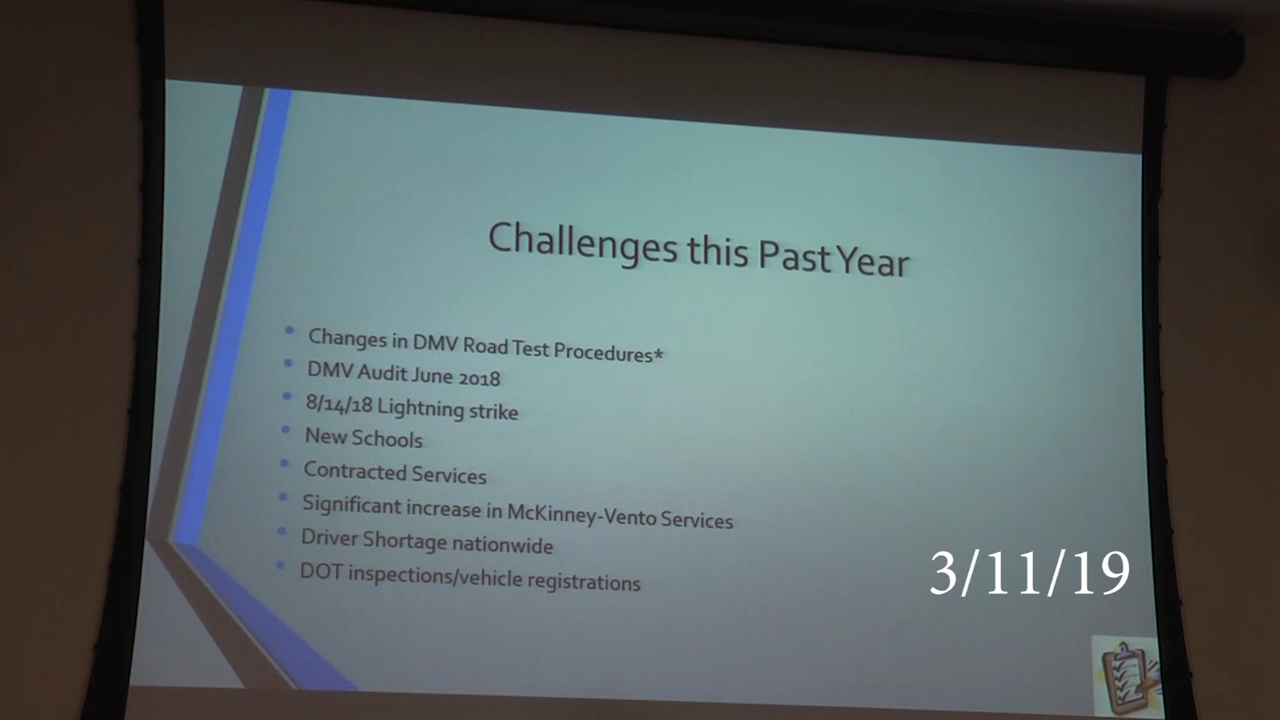 Challenges this Past Year
• Changes in DMV Road Test Procedures*
• DMV Audit June 2018
• 8/14/18 Lightning strike
• New Schools
• Contracted Services
• Significant increase in McKinney-Vento Services
• Driver Shortage nationwide
• DOT inspections/vehicle registrations
3/11/19